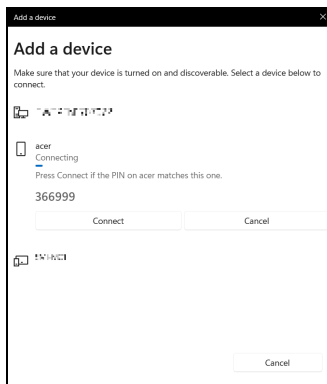 Add a device
Add a device
Make sure that your device is turned on and discoverable. Select a device below to
connect.
acer
Connecting
Press Connect if the PIN on acer matches this one.
366999
Connect Cancel
Cancel